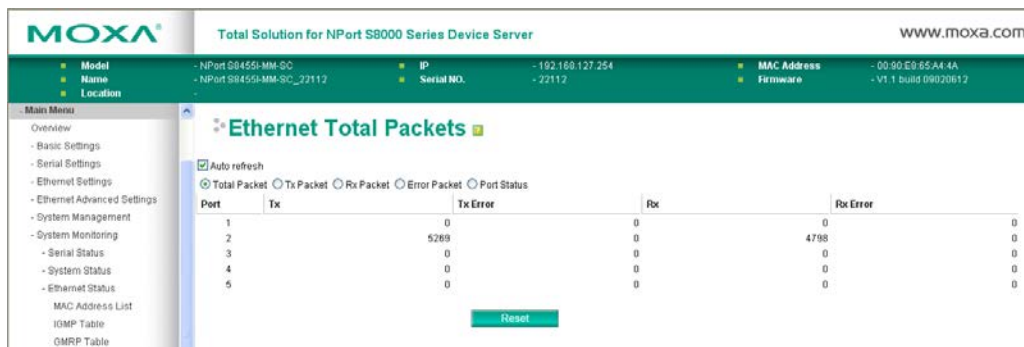 MOXA
Total Solution for NPort S8000 Series Device Server
www.moxa.com
Model - NPort S8455I-MM-SC IP - 192.168.127.254 MAC Address - 00:90:E8:65:A4:4A
Name - NPort S8455I-MM-SC_22112 Serial NO. - 22112 Firmware - V1.1 build 09020612
Location -
- Main Menu
Overview
- Basic Settings
- Serial Settings
- Ethernet Settings
- Ethernet Advanced Settings
- System Management
- System Monitoring
- Serial Status
- System Status
- Ethernet Status
MAC Address List
IGMP Table
GMRP Table
Ethernet Total Packets ?
Auto refresh
Total Packet Tx Packet Rx Packet Error Packet Port Status
Port Tx Tx Error Rx Rx Error
1 0 0 0 0
2 5269 0 4798 0
3 0 0 0 0
4 0 0 0 0
5 0 0 0 0
Reset